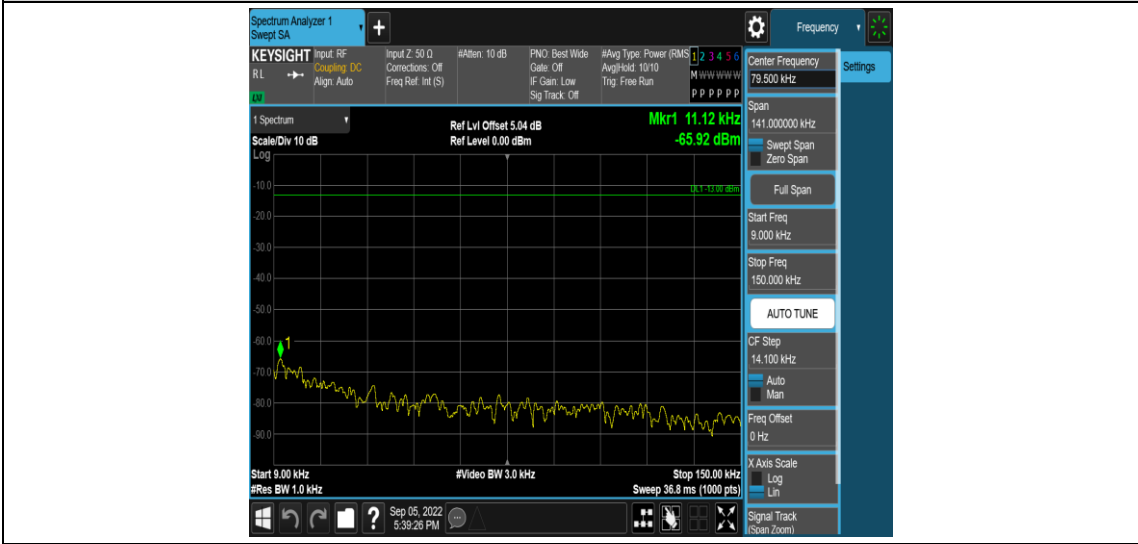 Spectrum Analyzer 1
Swept SA
+
Frequency
KEYSIGHT
RL
Input: RF
Coupling: DC
Align: Auto
Input Z: 50 Ω
Corrections: Off
Freq Ref: Int (S)
#Atten: 10 dB
PNO: Best Wide
Gate: Off
IF Gain: Low
Sig Track: Off
#Avg Type: Power (RMS
Avg|Hold: 10/10
Trig: Free Run
1 2 3 4 5 6
M W W W W W
P P P P P P
1 Spectrum
Scale/Div 10 dB
Log
Ref Lvl Offset 5.04 dB
Ref Level 0.00 dBm
Mkr1 11.12 kHz
-65.92 dBm
DL1 -13.00 dBm
-10.0
-20.0
-30.0
-40.0
-50.0
-60.0
1
-70.0
-80.0
-90.0
Start 9.00 kHz
#Res BW 1.0 kHz
#Video BW 3.0 kHz
Stop 150.00 kHz
Sweep 36.8 ms (1000 pts)
Center Frequency
79.500 kHz
Settings
Span
141.000000 kHz
Swept Span
Zero Span
Full Span
Start Freq
9.000 kHz
Stop Freq
150.000 kHz
AUTO TUNE
CF Step
14.100 kHz
Auto
Man
Freq Offset
0 Hz
X Axis Scale
Log
Lin
Signal Track
(Span Zoom)
?
Sep 05, 2022
5:39:26 PM